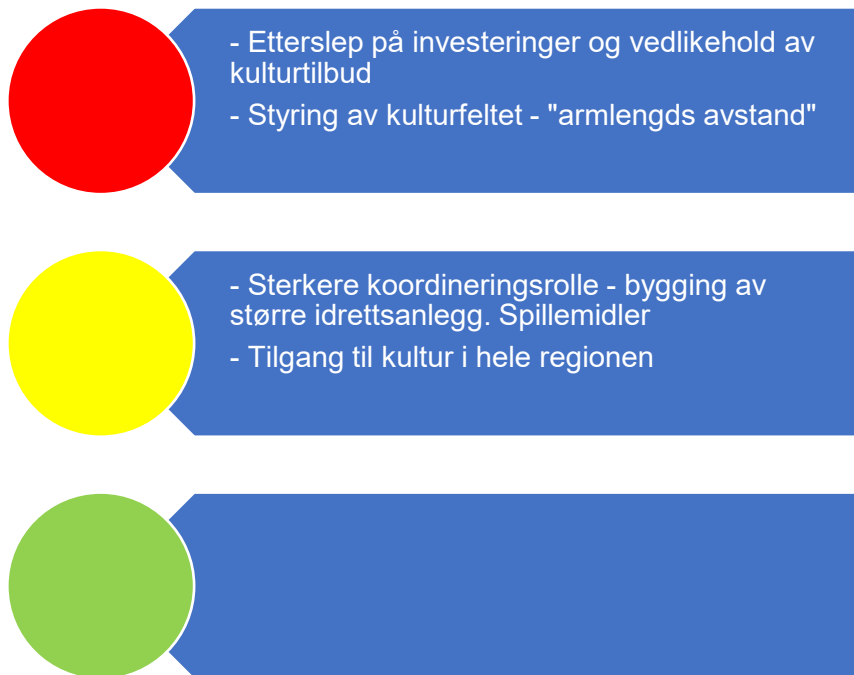 - Etterslep på investeringer og vedlikehold av
kulturtilbud
- Styring av kulturfeltet - "armlengds avstand"
- Sterkere koordineringsrolle - bygging av
større idrettsanlegg. Spillemidler
- Tilgang til kultur i hele regionen